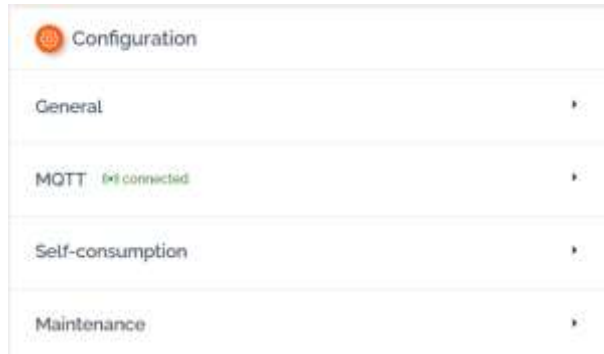 Configuration
General
MQTT connected
Self-consumption
Maintenance